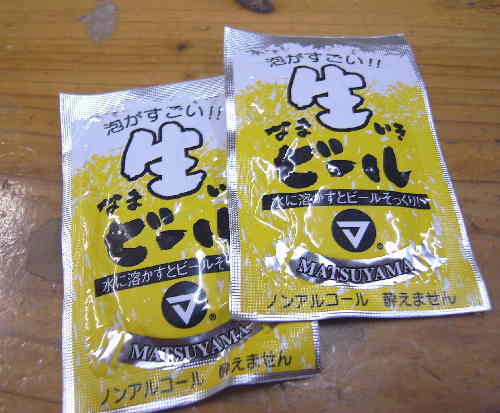 泡がすごい!!
生
なまいき
ビール
水に溶かすとビールそっくり!
®
MATSUYAMA
ノンアルコール 酔えません
泡がすごい!!
生
なまい
ビール
水に溶かすとビールそ
®
MATSUYAMA
ノンアルコール 酔えません